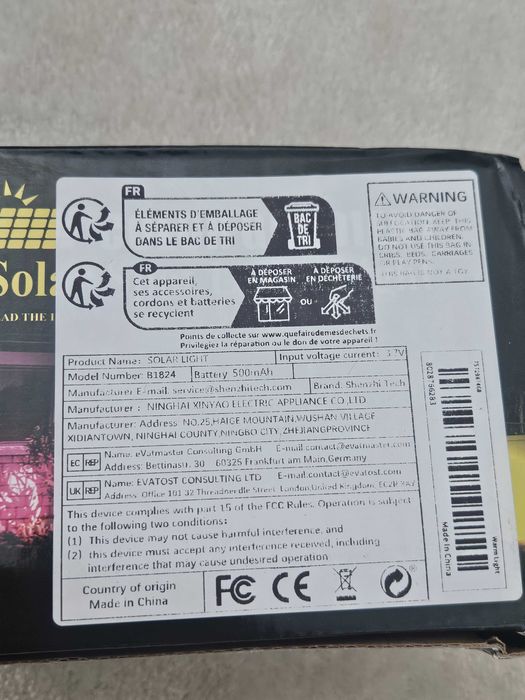 Sola
AD THE
FR
ÉLÉMENTS D'EMBALLAGE
À SÉPARER ET À DÉPOSER
DANS LE BAC DE TRI
BAC
DE
TRI
WARNING
TO AVOID DANGER OF
SUFFOCATION KEEP THIS
PLASTIC BAG AWAY FROM
BABIES AND CHILDREN.
DO NOT USE THIS BAG IN
CRIBS, BEDS, CARRIAGES
OR PLAY PENS.
THIS BAG IS NOT A TOY
FR
Cet appareil,
ses accessoires,
cordons et batteries
se recyclent
À DÉPOSER
EN MAGASIN
OU
À DÉPOSER
EN DÉCHÈTERIE
Points de collecte sur www.quefairedemesdechets.fr
Privilégiez la réparation ou le don de votre appareil !
Product Name: SOLAR LIGHT
Input voltage current: 3.7V
Model Number: B1824
Battery 500mAh
Manufacturer E-mail: service@shenzhitech.com
Brand: Shenzhi Tech
Manufacturer : NINGHAI XINYAO ELECTRIC APPLIANCE CO.,LTD.
Manufacturer Address: NO.25,HAIGE MOUNTAIN,WUSHAN VILLAGE
XIDIANTOWN, NINGHAI COUNTY,NINGBO CITY, ZHEJIANGPROVINCE
EC REP
Name: eVatmaster Consulting GmbH E-mail:contact@evatmaster.com
Address: Bettinastr. 30 60325 Frankfurt am Main,Germany
UK REP
Name: EVATOST CONSULTING LTD E-mail:contact@evatost.com
Address: Office 101 32 Threadnerdle Street London,United Kingdom, EC2R 8AY
This device complies with part 15 of the FCC Rules. Operation is subject
to the following two conditions:
(1) This device may not cause harmful interference, and
(2) this device must accept any interference received, including
interference that may cause undesired operation
Country of origin
Made in China
FC CE
Warm Light
Made in China